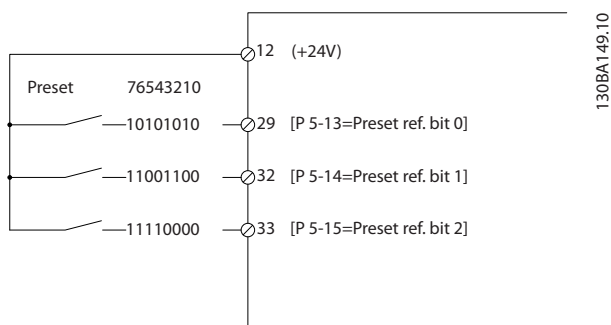 12 (+24V)
Preset 76543210
10101010 29 [P 5-13=Preset ref. bit 0]
11001100 32 [P 5-14=Preset ref. bit 1]
11110000 33 [P 5-15=Preset ref. bit 2]
130BA149.10